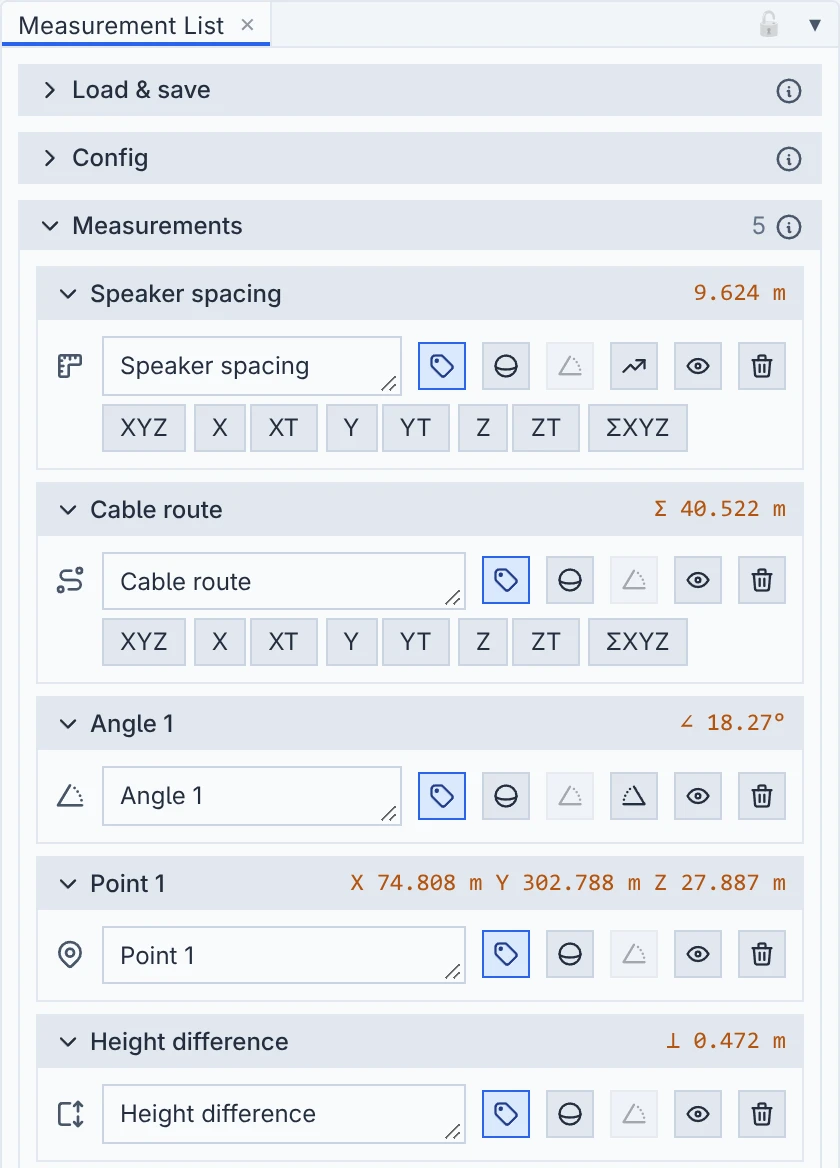 Measurement List
Load & save
Config
Measurements 5
Speaker spacing 9.624 m
Speaker spacing
XYZ X XT Y YT Z ZT ΣXYZ
Cable route Σ 40.522 m
Cable route
XYZ X XT Y YT Z ZT ΣXYZ
Angle 1 ∠ 18.27°
Angle 1
Point 1 X 74.808 m Y 302.788 m Z 27.887 m
Point 1
Height difference ⊥ 0.472 m
Height difference